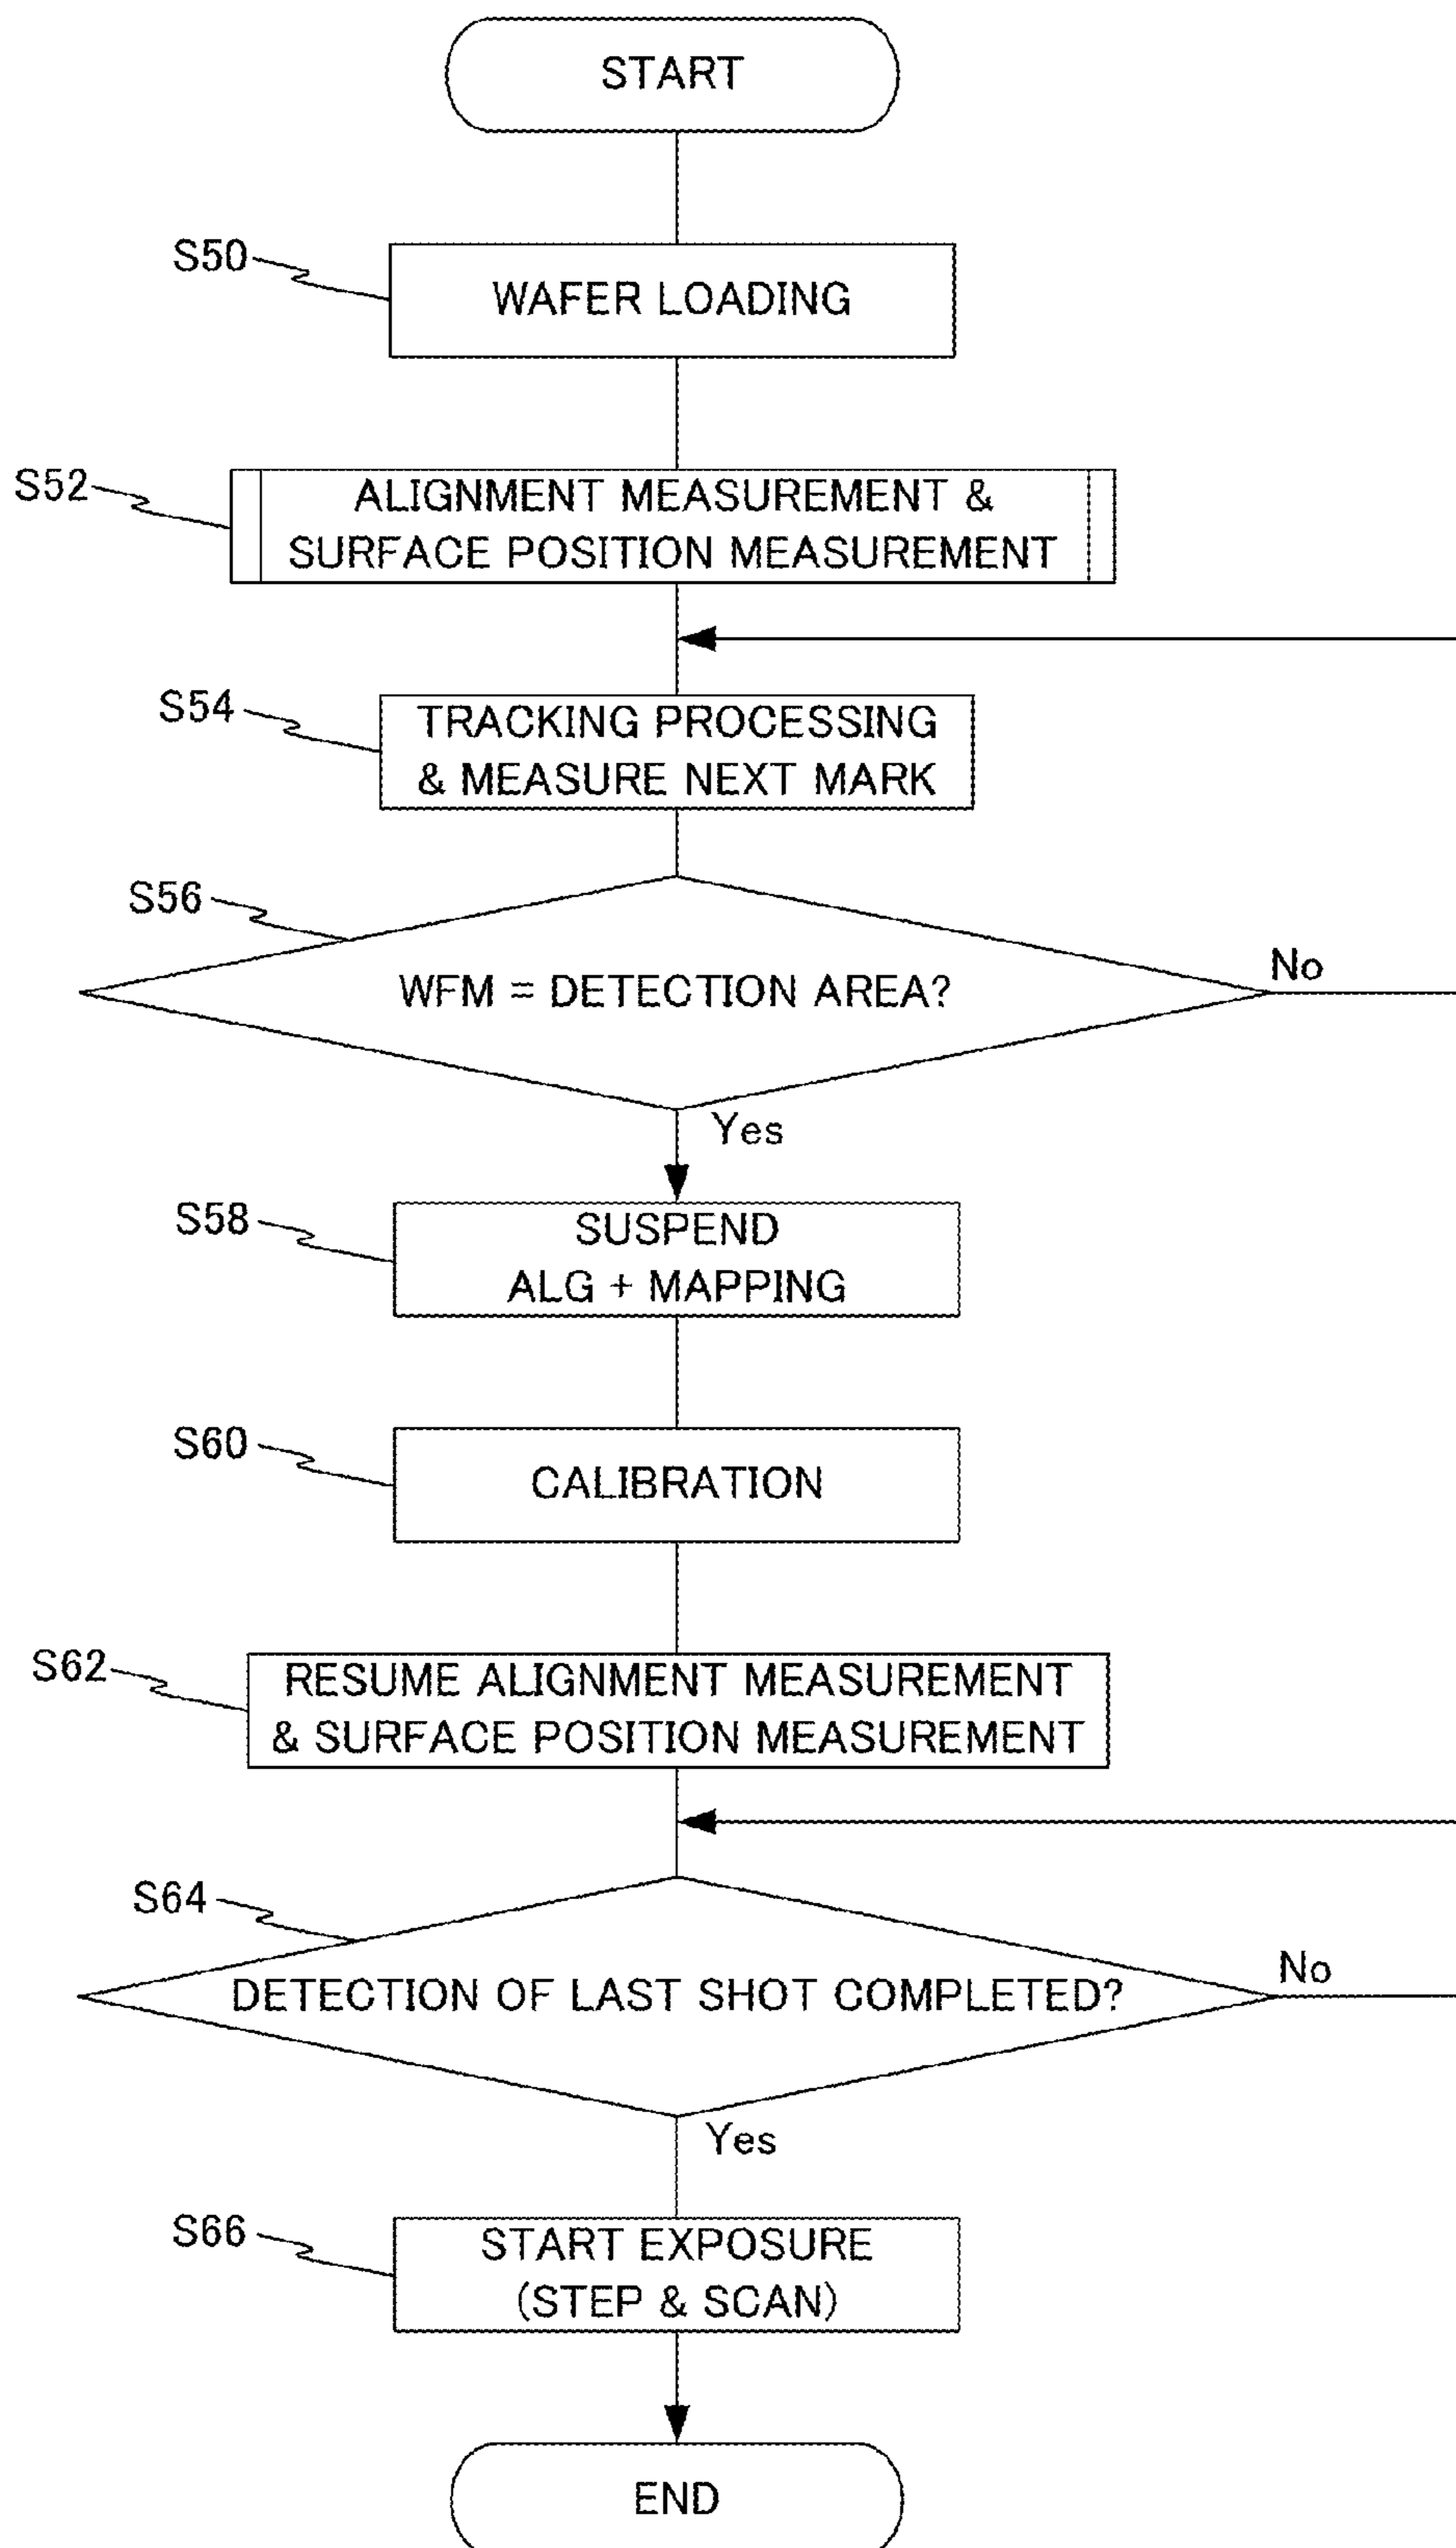 START
S50
WAFER LOADING
S52
ALIGNMENT MEASUREMENT &
SURFACE POSITION MEASUREMENT
S54
TRACKING PROCESSING
& MEASURE NEXT MARK
S56
WFM = DETECTION AREA?
No
Yes
S58
SUSPEND
ALG + MAPPING
S60
CALIBRATION
S62
RESUME ALIGNMENT MEASUREMENT
& SURFACE POSITION MEASUREMENT
S64
DETECTION OF LAST SHOT COMPLETED?
No
Yes
S66
START EXPOSURE
(STEP & SCAN)
END